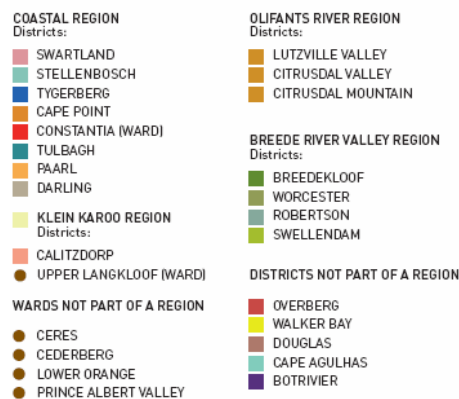 COASTAL REGION
Districts:
SWARTLAND
STELLENBOSCH
TYGERBERG
CAPE POINT
CONSTANTIA (WARD)
TULBAGH
PAARL
DARLING
KLEIN KAROO REGION
Districts:
CALITZDORP
UPPER LANGKLOOF (WARD)
WARDS NOT PART OF A REGION
CERES
CEDERBERG
LOWER ORANGE
PRINCE ALBERT VALLEY
OLIFANTS RIVER REGION
Districts:
LUTZVILLE VALLEY
CITRUSDAL VALLEY
CITRUSDAL MOUNTAIN
BREEDE RIVER VALLEY REGION
Districts:
BREEDEKLOOF
WORCESTER
ROBERTSON
SWELLENDAM
DISTRICTS NOT PART OF A REGION
OVERBERG
WALKER BAY
DOUGLAS
CAPE AGULHAS
BOTRIVIER